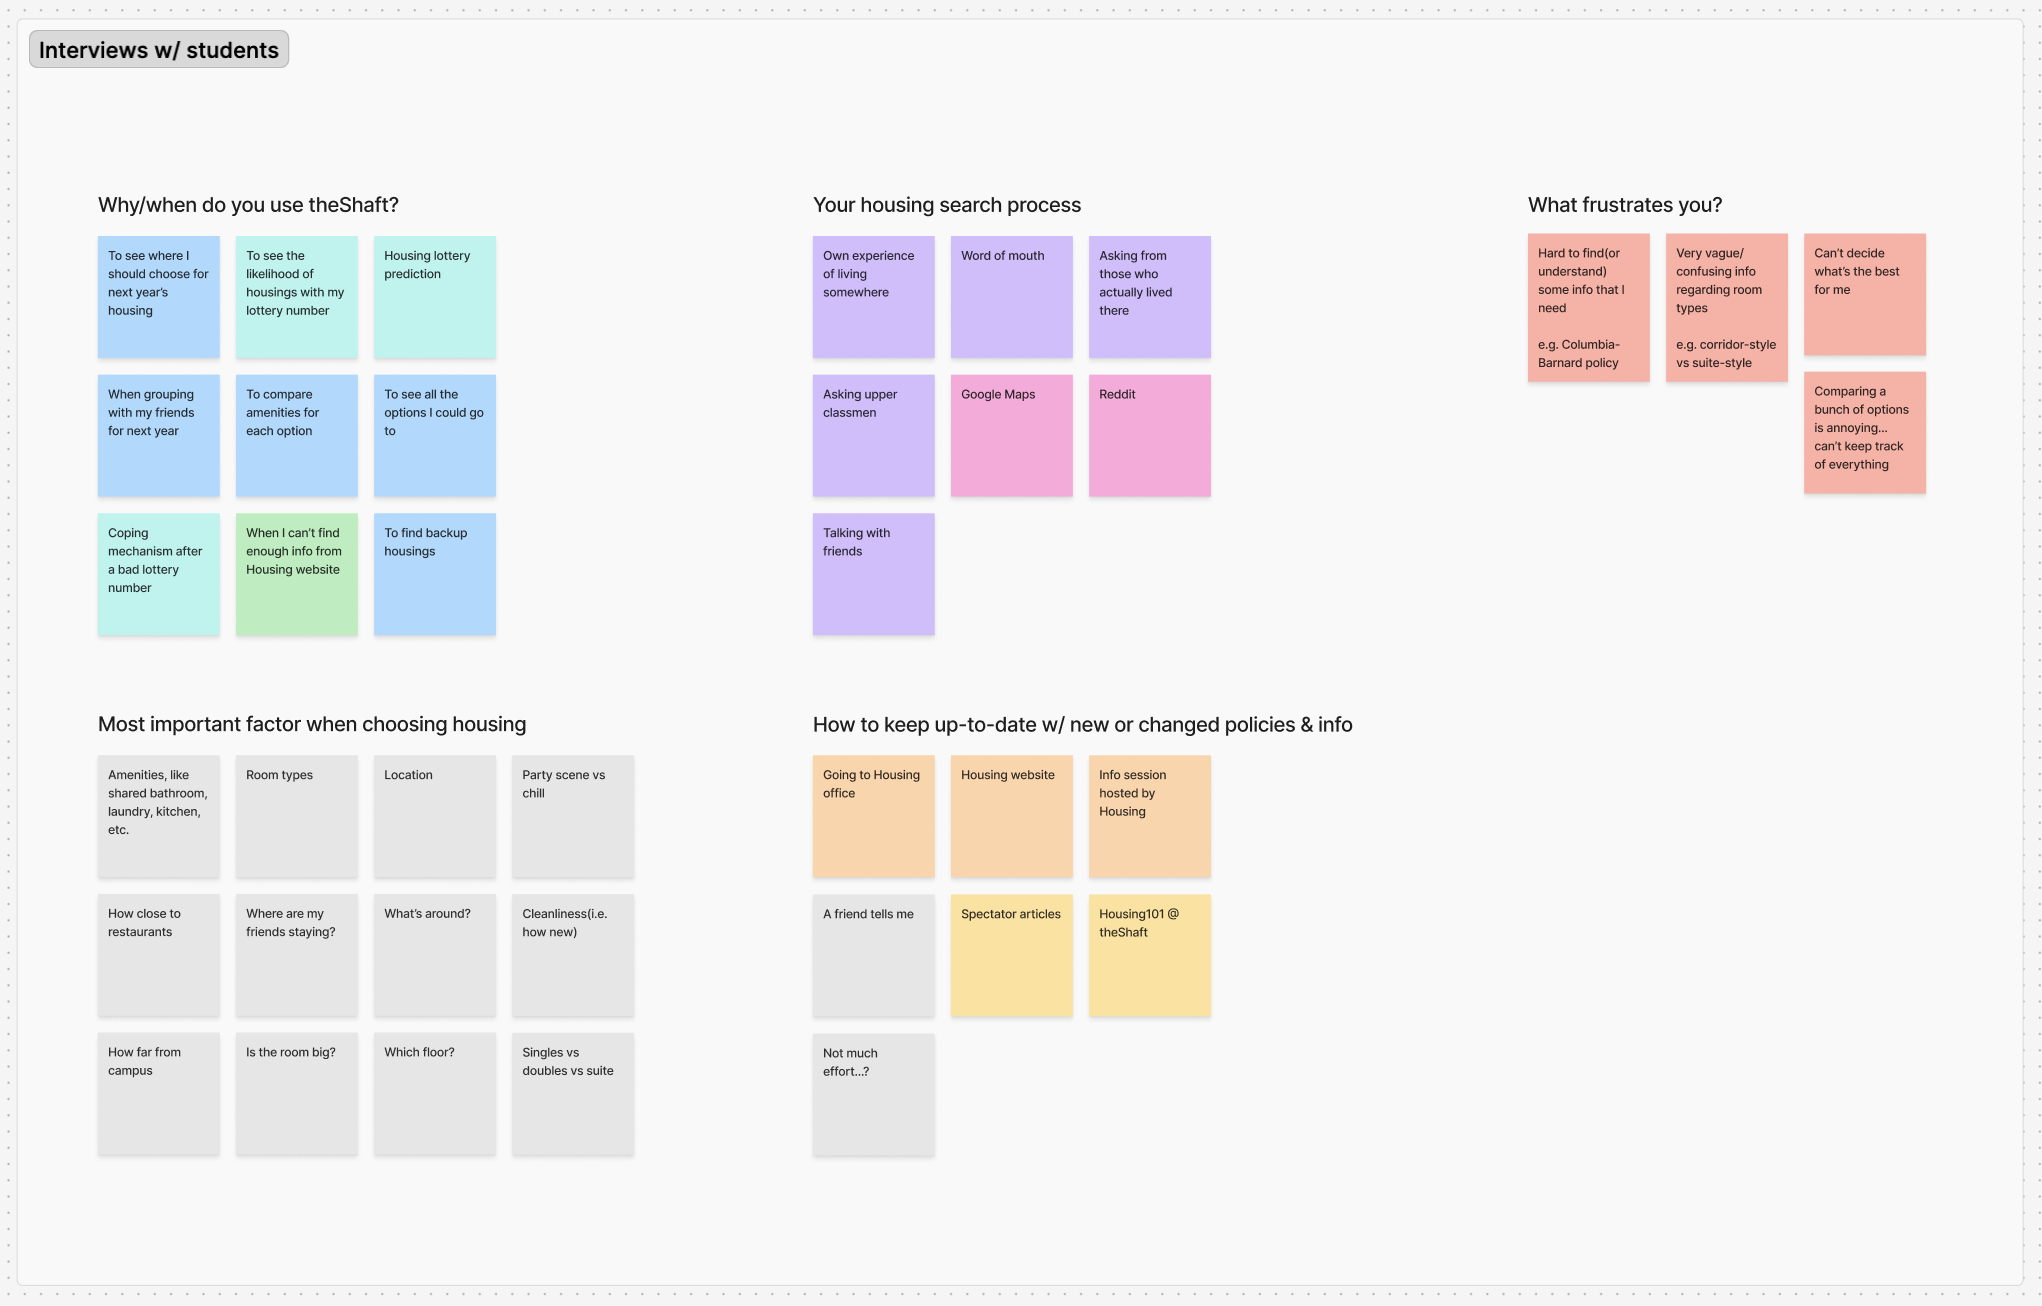 Interviews w/ students
Why/when do you use theShaft?
To see where I
should choose for
next year's
housing
To see the
likelihood of
housings with my
lottery number
Housing lottery
prediction
When grouping
with my friends
for next year
To compare
amenities for
each option
To see all the
options I could go
to
Coping
mechanism after
a bad lottery
number
When I can't find
enough info from
Housing website
To find backup
housings
Your housing search process
Own experience
of living
somewhere
Word of mouth
Asking from
those who
actually lived
there
Asking upper
classmen
Google Maps
Reddit
Talking with
friends
What frustrates you?
Hard to find(or
understand)
some info that I
need
e.g. Columbia-
Barnard policy
Very vague/
confusing info
regarding room
types
e.g. corridor-style
vs suite-style
Can't decide
what's the best
for me
Comparing a
bunch of options
is annoying...
can't keep track
of everything
Most important factor when choosing housing
Amenities, like
shared bathroom,
laundry, kitchen,
etc.
Room types
Location
Party scene vs
chill
How close to
restaurants
Where are my
friends staying?
What's around?
Cleanliness(i.e.
how new)
How far from
campus
Is the room big?
Which floor?
Singles vs
doubles vs suite
How to keep up-to-date w/ new or changed policies & info
Going to Housing
office
Housing website
Info session
hosted by
Housing
A friend tells me
Spectator articles
Housing101 @
theShaft
Not much
effort...?